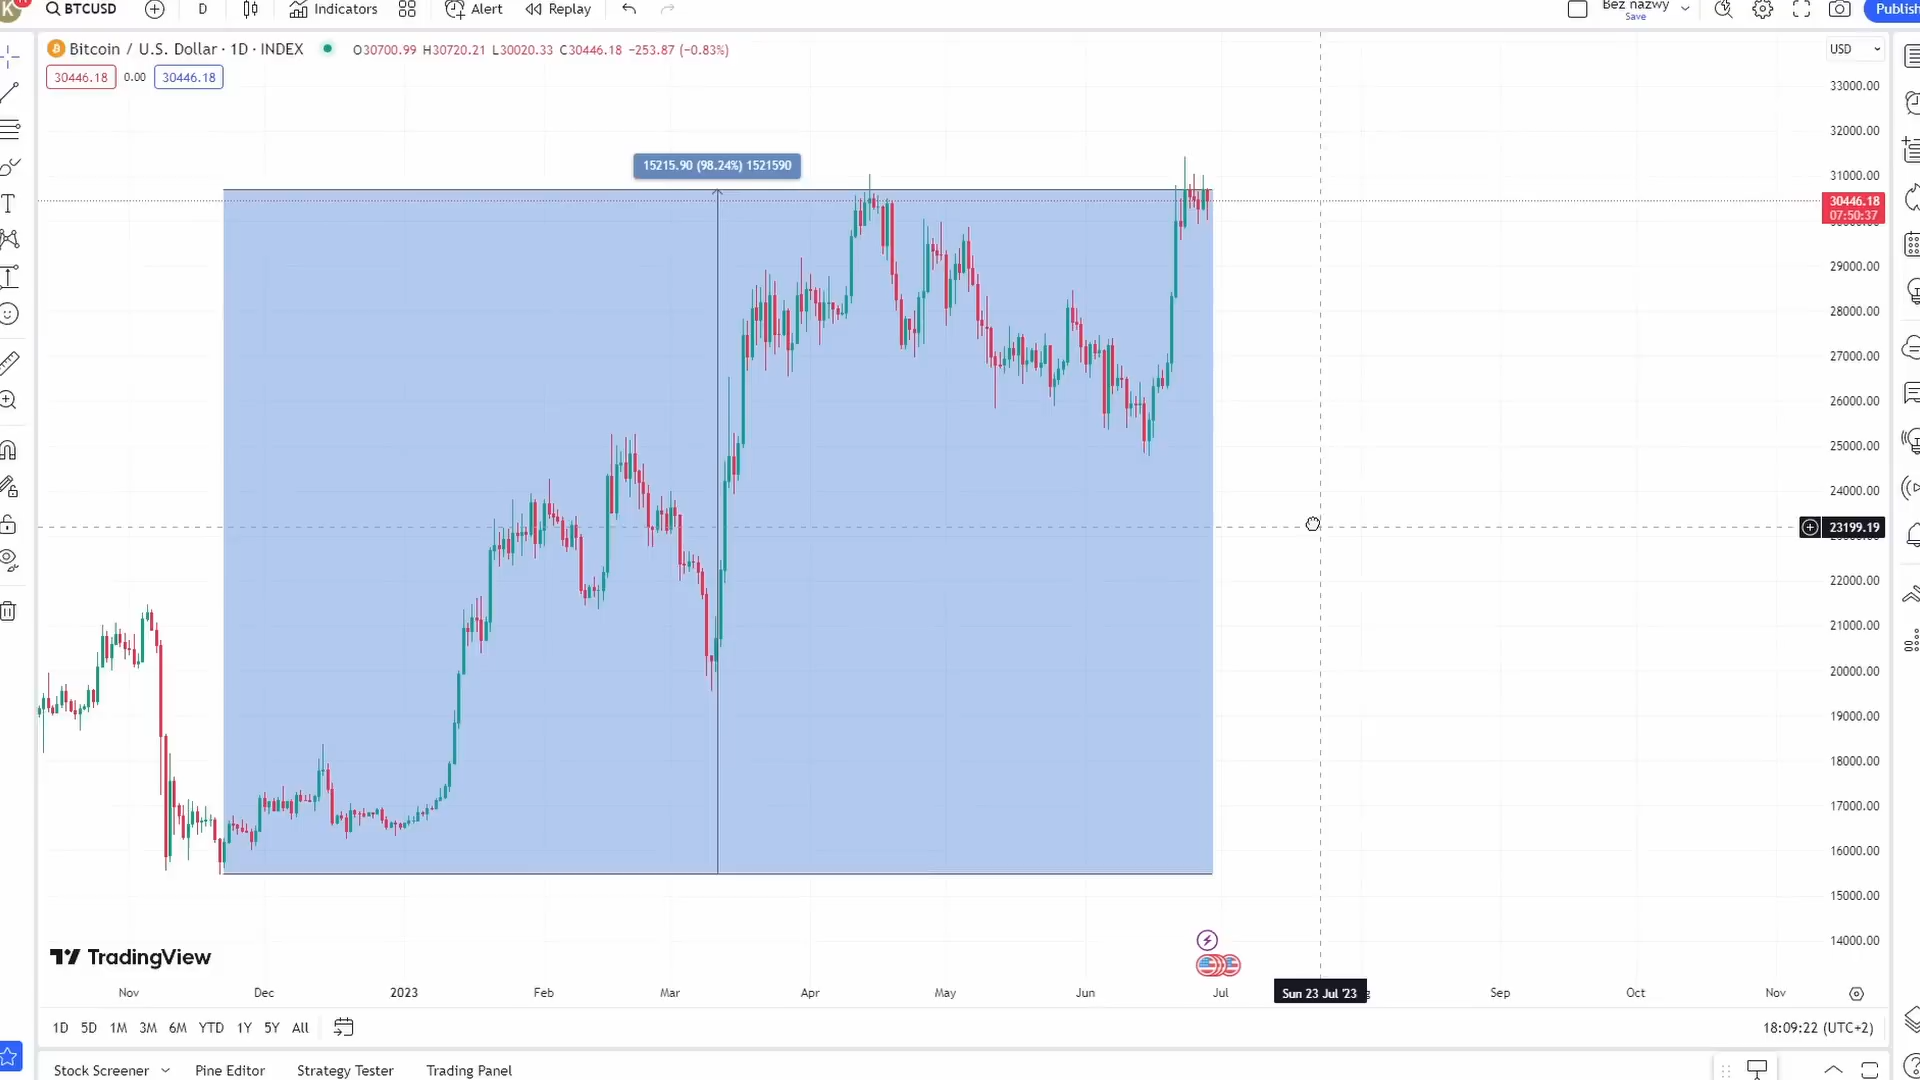 BTCUSD D Indicators Alert Replay Bez nazwy Save Publish
Bitcoin / U.S. Dollar · 1D · INDEX O30700.99 H30720.21 L30020.33 C30446.18 −253.87 (−0.83%) USD
30446.18 0.00 30446.18
33000.00
32000.00
15215.90 (98.24%) 1521590
31000.00
30446.18
07:50:37
29000.00
28000.00
27000.00
26000.00
25000.00
24000.00
23199.19
22000.00
21000.00
20000.00
19000.00
18000.00
17000.00
16000.00
15000.00
14000.00
TradingView
Nov Dec 2023 Feb Mar Apr May Jun Jul Sun 23 Jul '23 Sep Oct Nov
1D 5D 1M 3M 6M YTD 1Y 5Y All 18:09:22 (UTC+2)
Stock Screener Pine Editor Strategy Tester Trading Panel